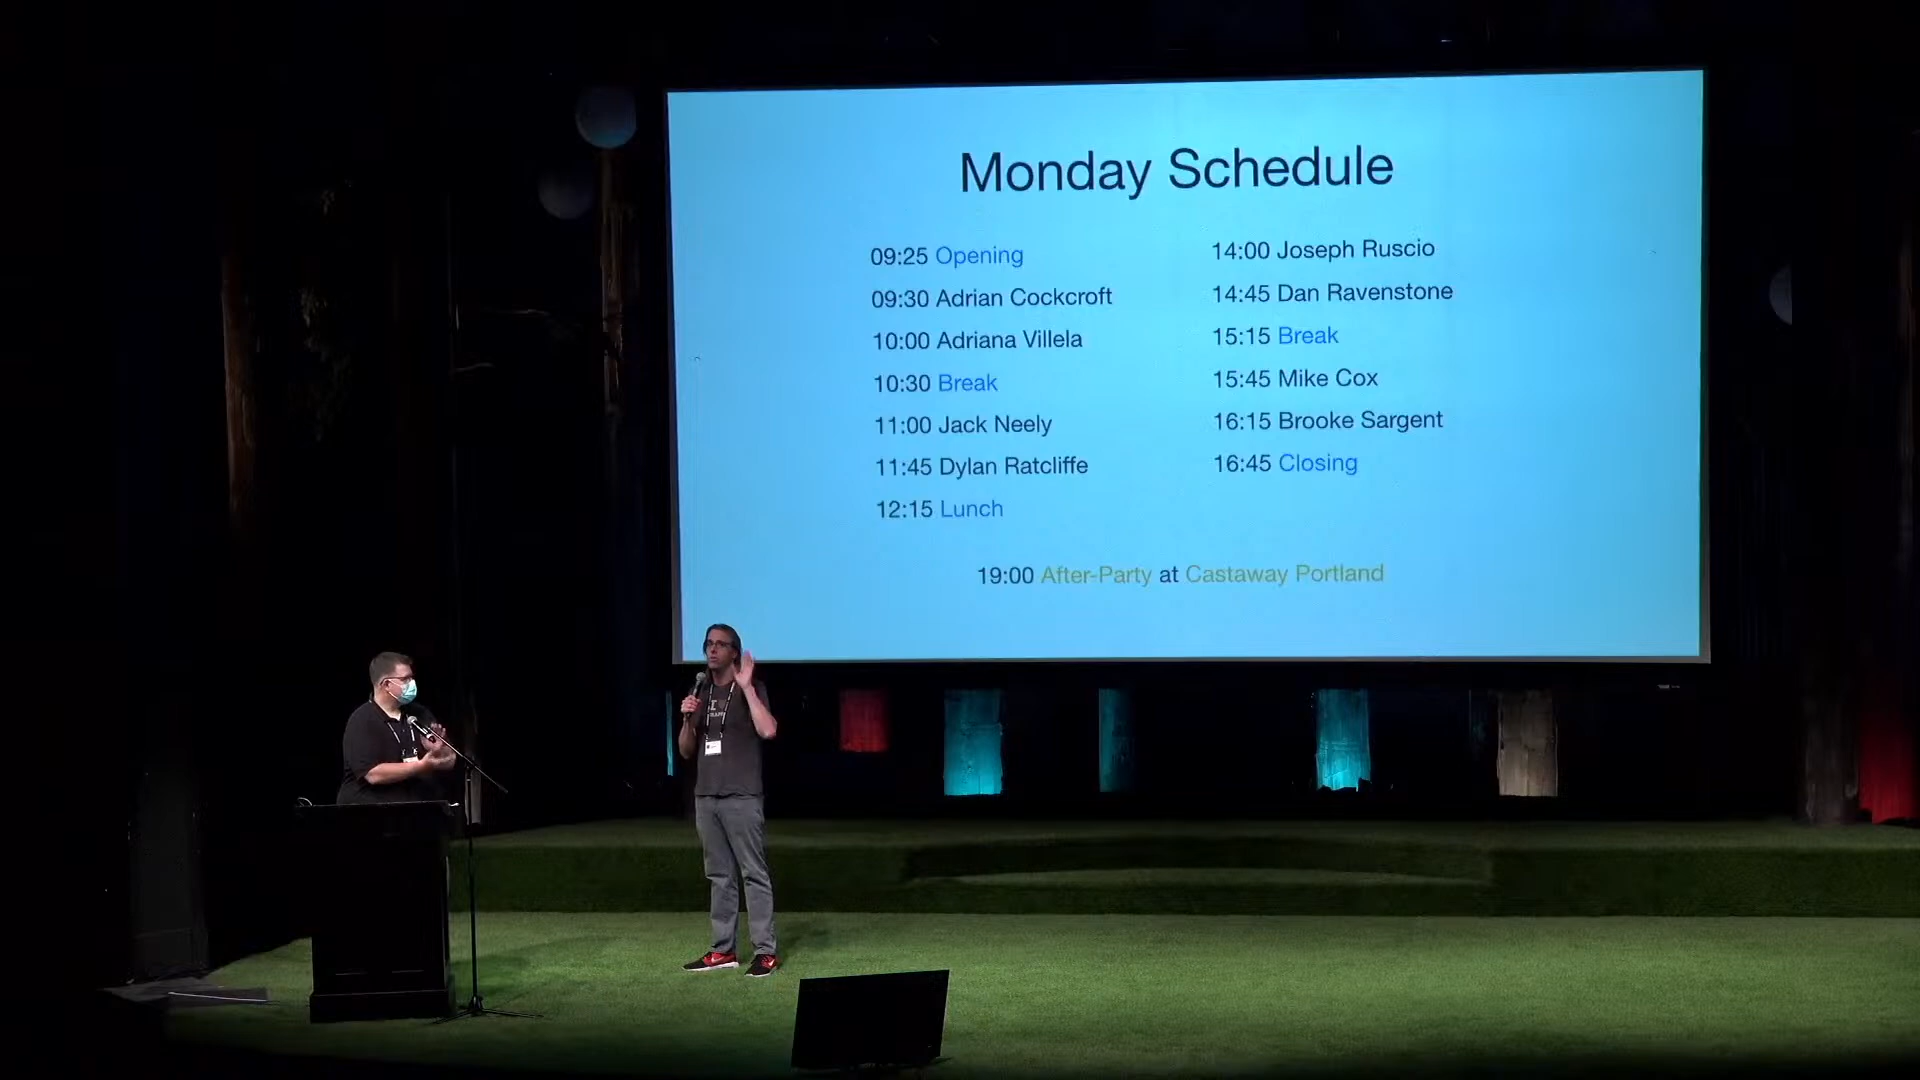 Monday Schedule
09:25 Opening
09:30 Adrian Cockcroft
10:00 Adriana Villela
10:30 Break
11:00 Jack Neely
11:45 Dylan Ratcliffe
12:15 Lunch
14:00 Joseph Ruscio
14:45 Dan Ravenstone
15:15 Break
15:45 Mike Cox
16:15 Brooke Sargent
16:45 Closing
19:00 After-Party at Castaway Portland